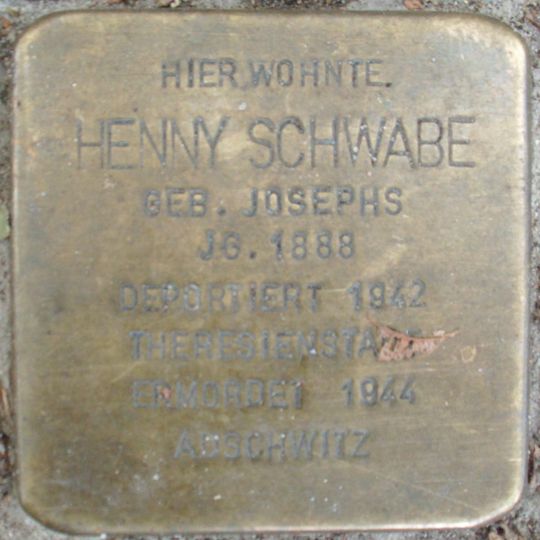 HIER WOHNTE
HENNY SCHWABE
GEB. JOSEPHS
JG. 1888
DEPORTIERT 1942
THERESIENSTADT
ERMORDET 1944
AUSCHWITZ